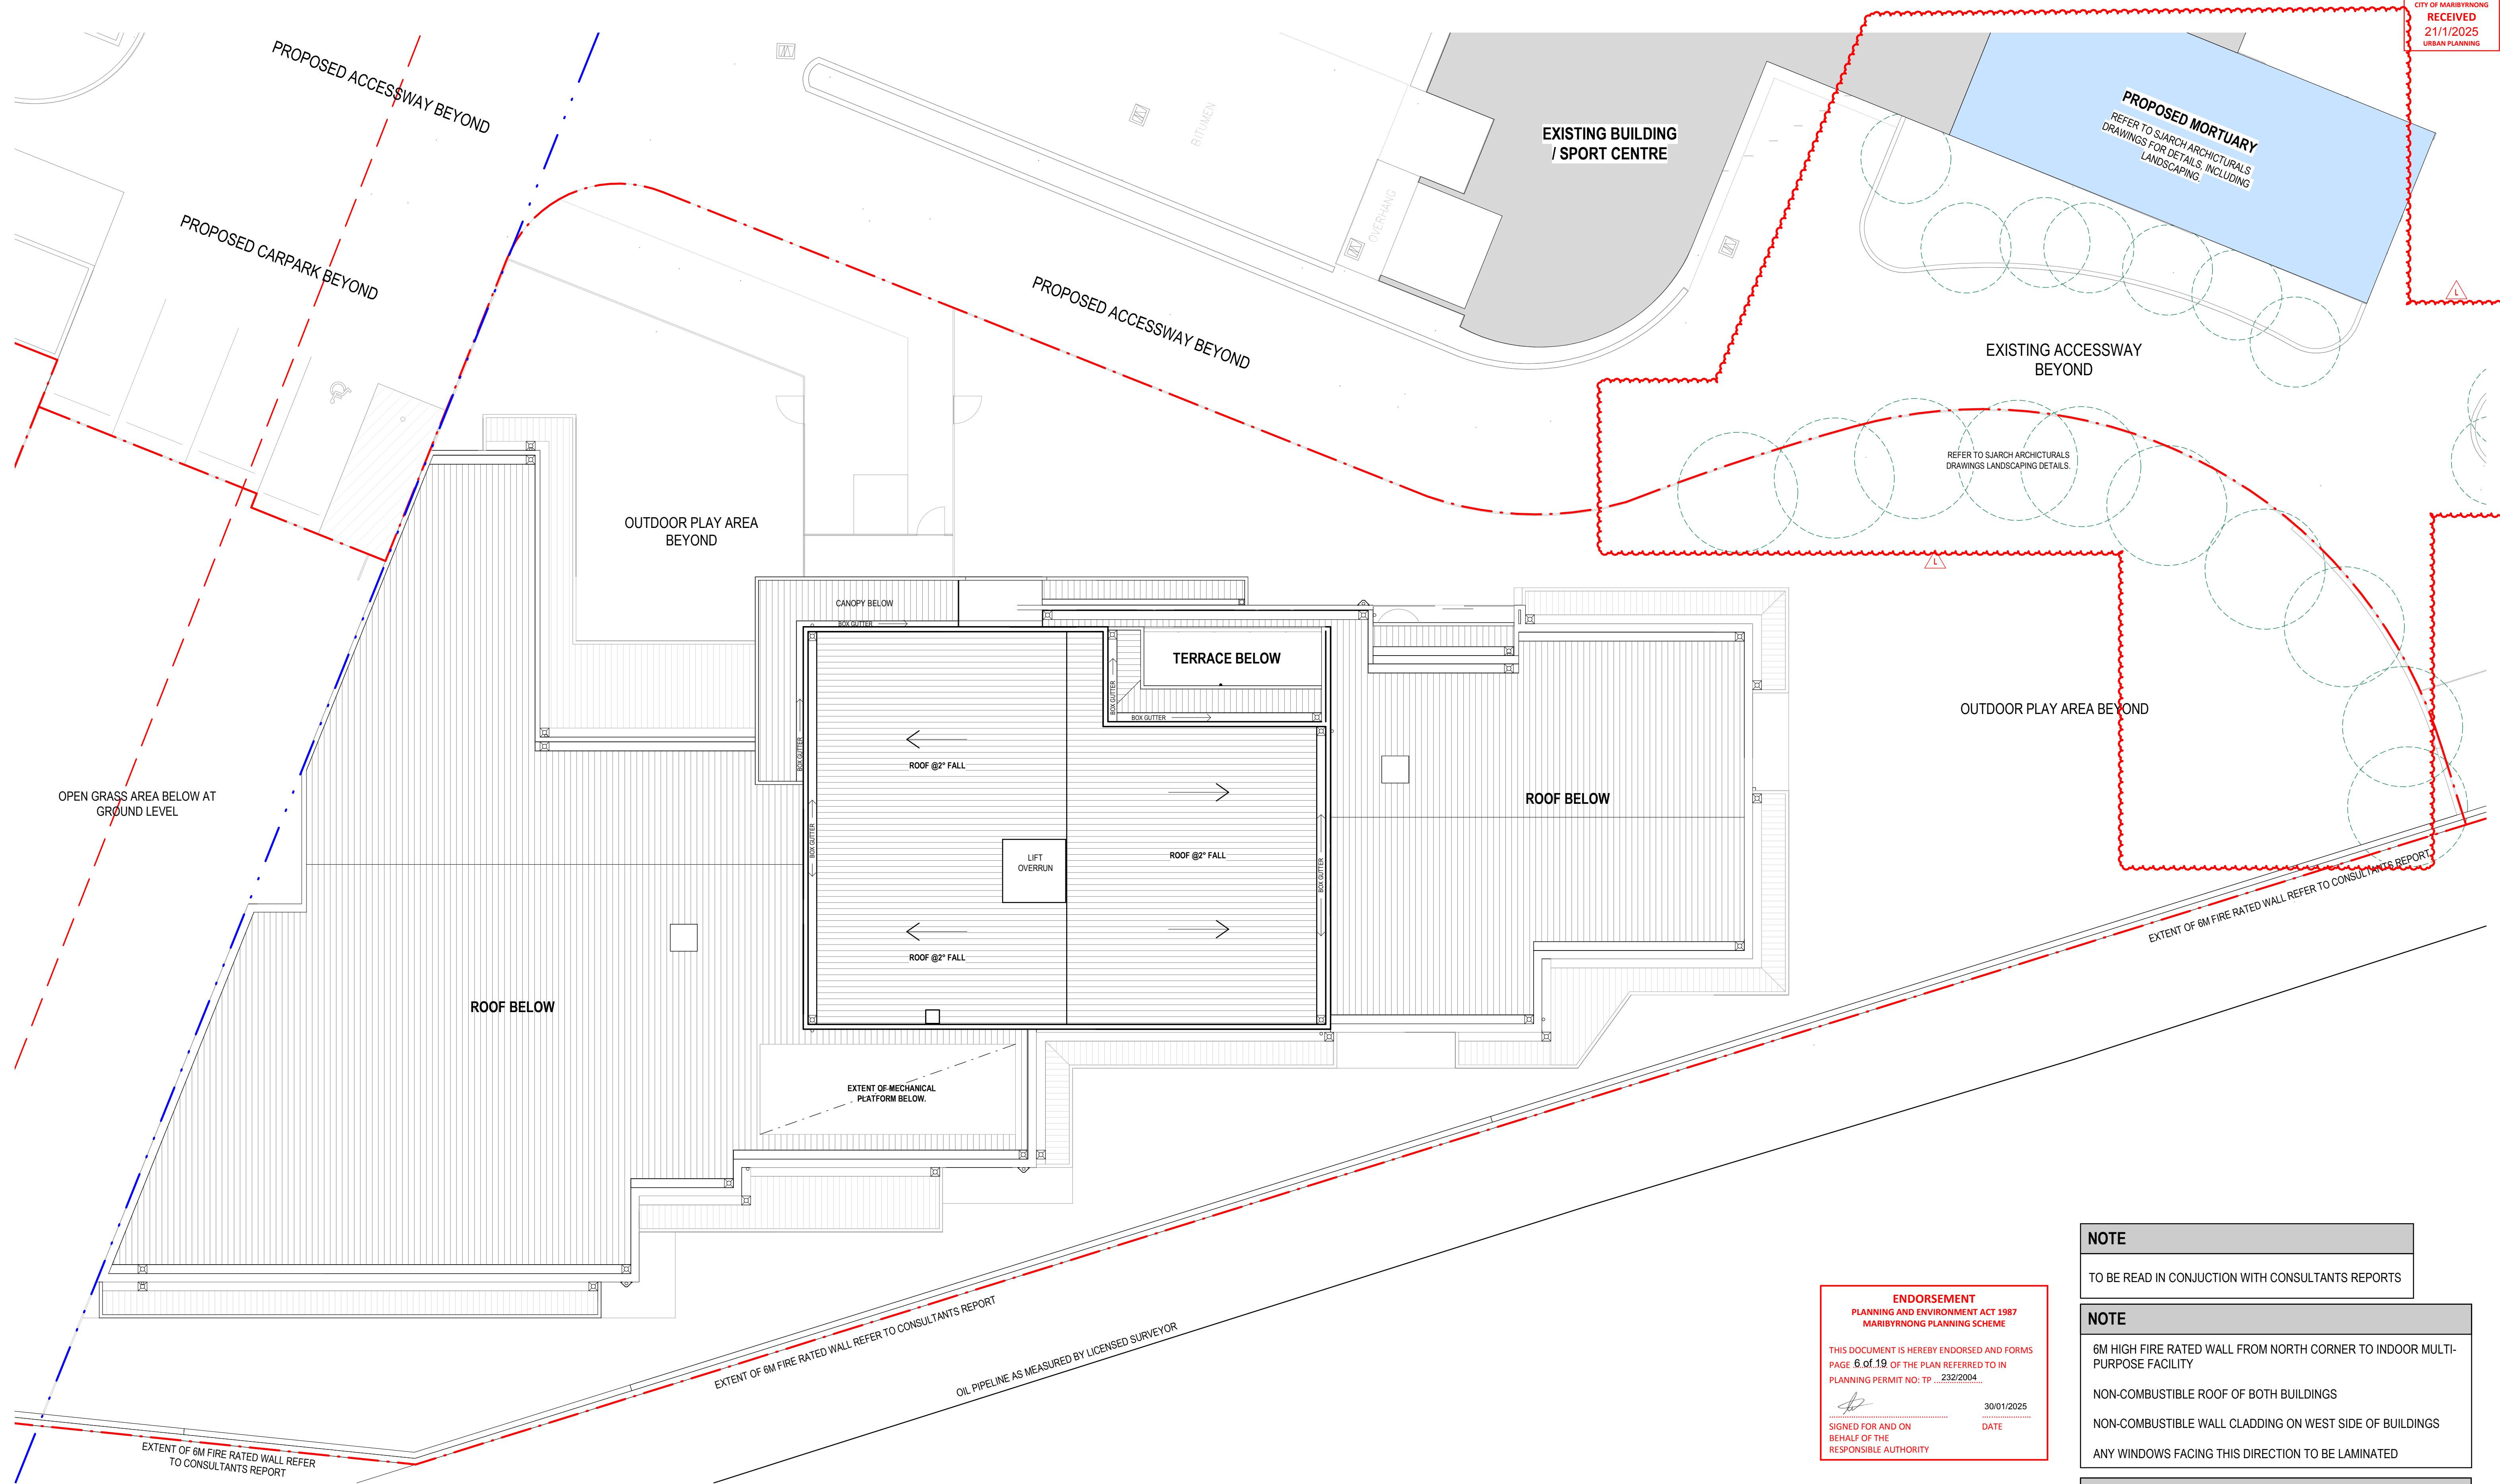 CITY OF MARIBYRNONG
RECEIVED
21/1/2025
URBAN PLANNING
PROPOSED ACCESSWAY BEYOND
PROPOSED CARPARK BEYOND
BITUMEN
OVERHANG
EXISTING BUILDING
/ SPORT CENTRE
PROPOSED MORTUARY
REFER TO SJARCH ARCHICTURALS
DRAWINGS FOR DETAILS, INCLUDING
LANDSCAPING.
PROPOSED ACCESSWAY BEYOND
L
EXISTING ACCESSWAY
BEYOND
REFER TO SJARCH ARCHICTURALS
DRAWINGS LANDSCAPING DETAILS.
L
OUTDOOR PLAY AREA
BEYOND
CANOPY BELOW
BOX GUTTER
TERRACE BELOW
BOX GUTTER
BOX GUTTER
BOX GUTTER
OUTDOOR PLAY AREA BEYOND
ROOF @2° FALL
OPEN GRASS AREA BELOW AT
GROUND LEVEL
ROOF BELOW
BOX GUTTER
LIFT
OVERRUN
ROOF @2° FALL
BOX GUTTER
EXTENT OF 6M FIRE RATED WALL REFER TO CONSULTANTS REPORT
ROOF @2° FALL
ROOF BELOW
EXTENT OF MECHANICAL
PLATFORM BELOW.
EXTENT OF 6M FIRE RATED WALL REFER TO CONSULTANTS REPORT
OIL PIPELINE AS MEASURED BY LICENSED SURVEYOR
EXTENT OF 6M FIRE RATED WALL REFER
TO CONSULTANTS REPORT
ENDORSEMENT
PLANNING AND ENVIRONMENT ACT 1987
MARIBYRNONG PLANNING SCHEME
THIS DOCUMENT IS HEREBY ENDORSED AND FORMS
PAGE 6 of 19 OF THE PLAN REFERRED TO IN
PLANNING PERMIT NO: TP 232/2004
30/01/2025
SIGNED FOR AND ON DATE
BEHALF OF THE
RESPONSIBLE AUTHORITY
NOTE
TO BE READ IN CONJUCTION WITH CONSULTANTS REPORTS
NOTE
6M HIGH FIRE RATED WALL FROM NORTH CORNER TO INDOOR MULTI-
PURPOSE FACILITY
NON-COMBUSTIBLE ROOF OF BOTH BUILDINGS
NON-COMBUSTIBLE WALL CLADDING ON WEST SIDE OF BUILDINGS
ANY WINDOWS FACING THIS DIRECTION TO BE LAMINATED